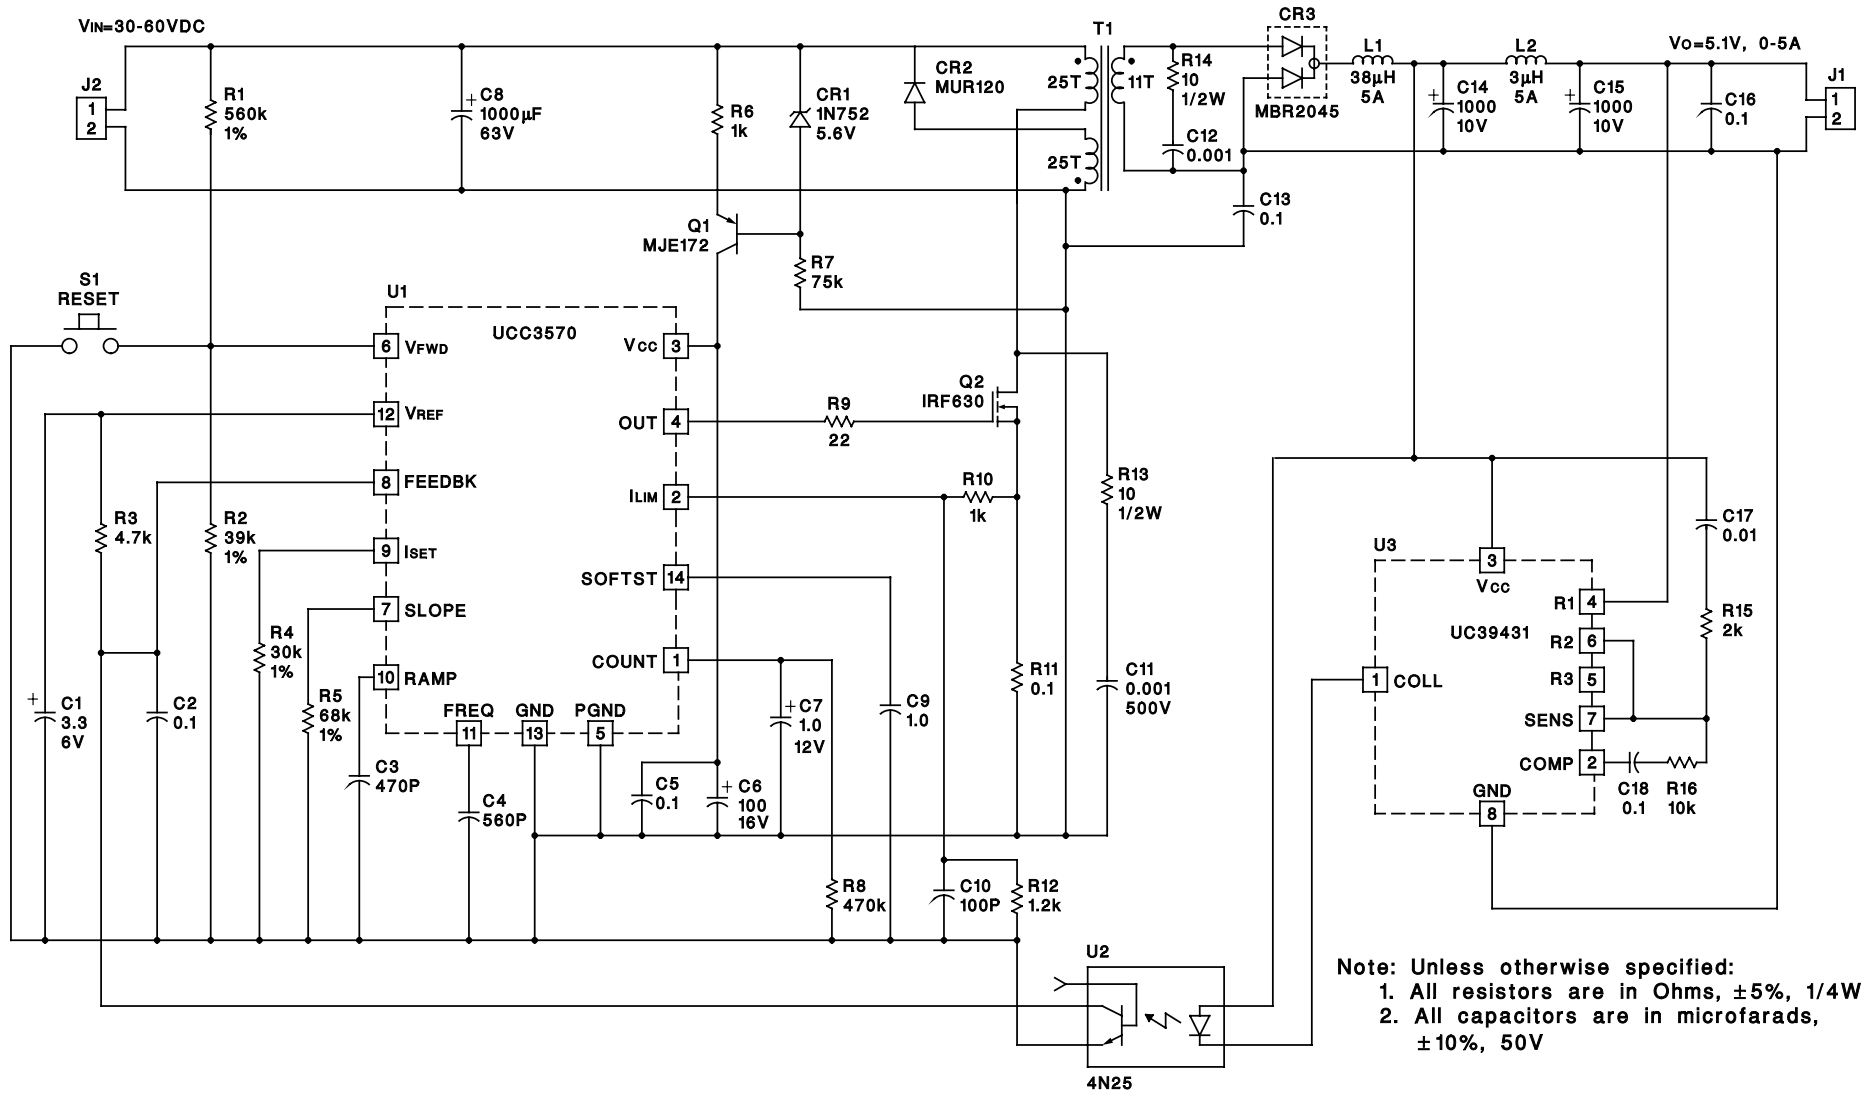 VIN=30-60VDC
J2
1
2
R1
560k
1%
C8
1000µF
63V
R6
1k
CR1
1N752
5.6V
CR2
MUR120
T1
25T
11T
25T
R14
10
1/2W
C12
0.001
CR3
MBR2045
L1
38µH
5A
L2
3µH
5A
VO=5.1V, 0-5A
C14
1000
10V
C15
1000
10V
C16
0.1
J1
1
2
C13
0.1
Q1
MJE172
R7
75k
S1
RESET
U1
UCC3570
6 VFWD
12 VREF
8 FEEDBK
9 ISET
7 SLOPE
10 RAMP
VCC 3
OUT 4
ILIM 2
SOFTST 14
COUNT 1
FREQ GND PGND
11 13 5
R9
22
Q2
IRF630
R10
1k
R13
10
1/2W
R3
4.7k
R2
39k
1%
R4
30k
1%
R5
68k
1%
C1
3.3
6V
C2
0.1
C3
470P
C4
560P
C5
0.1
C6
100
16V
C7
1.0
12V
C9
1.0
R11
0.1
C11
0.001
500V
R8
470k
C10
100P
R12
1.2k
U2
4N25
U3
3
VCC
UC39431
1 COLL
R1 4
R2 6
R3 5
SENS 7
COMP 2
GND
8
C17
0.01
R15
2k
C18
0.1
R16
10k
Note: Unless otherwise specified:
1. All resistors are in Ohms, ±5%, 1/4W
2. All capacitors are in microfarads,
±10%, 50V